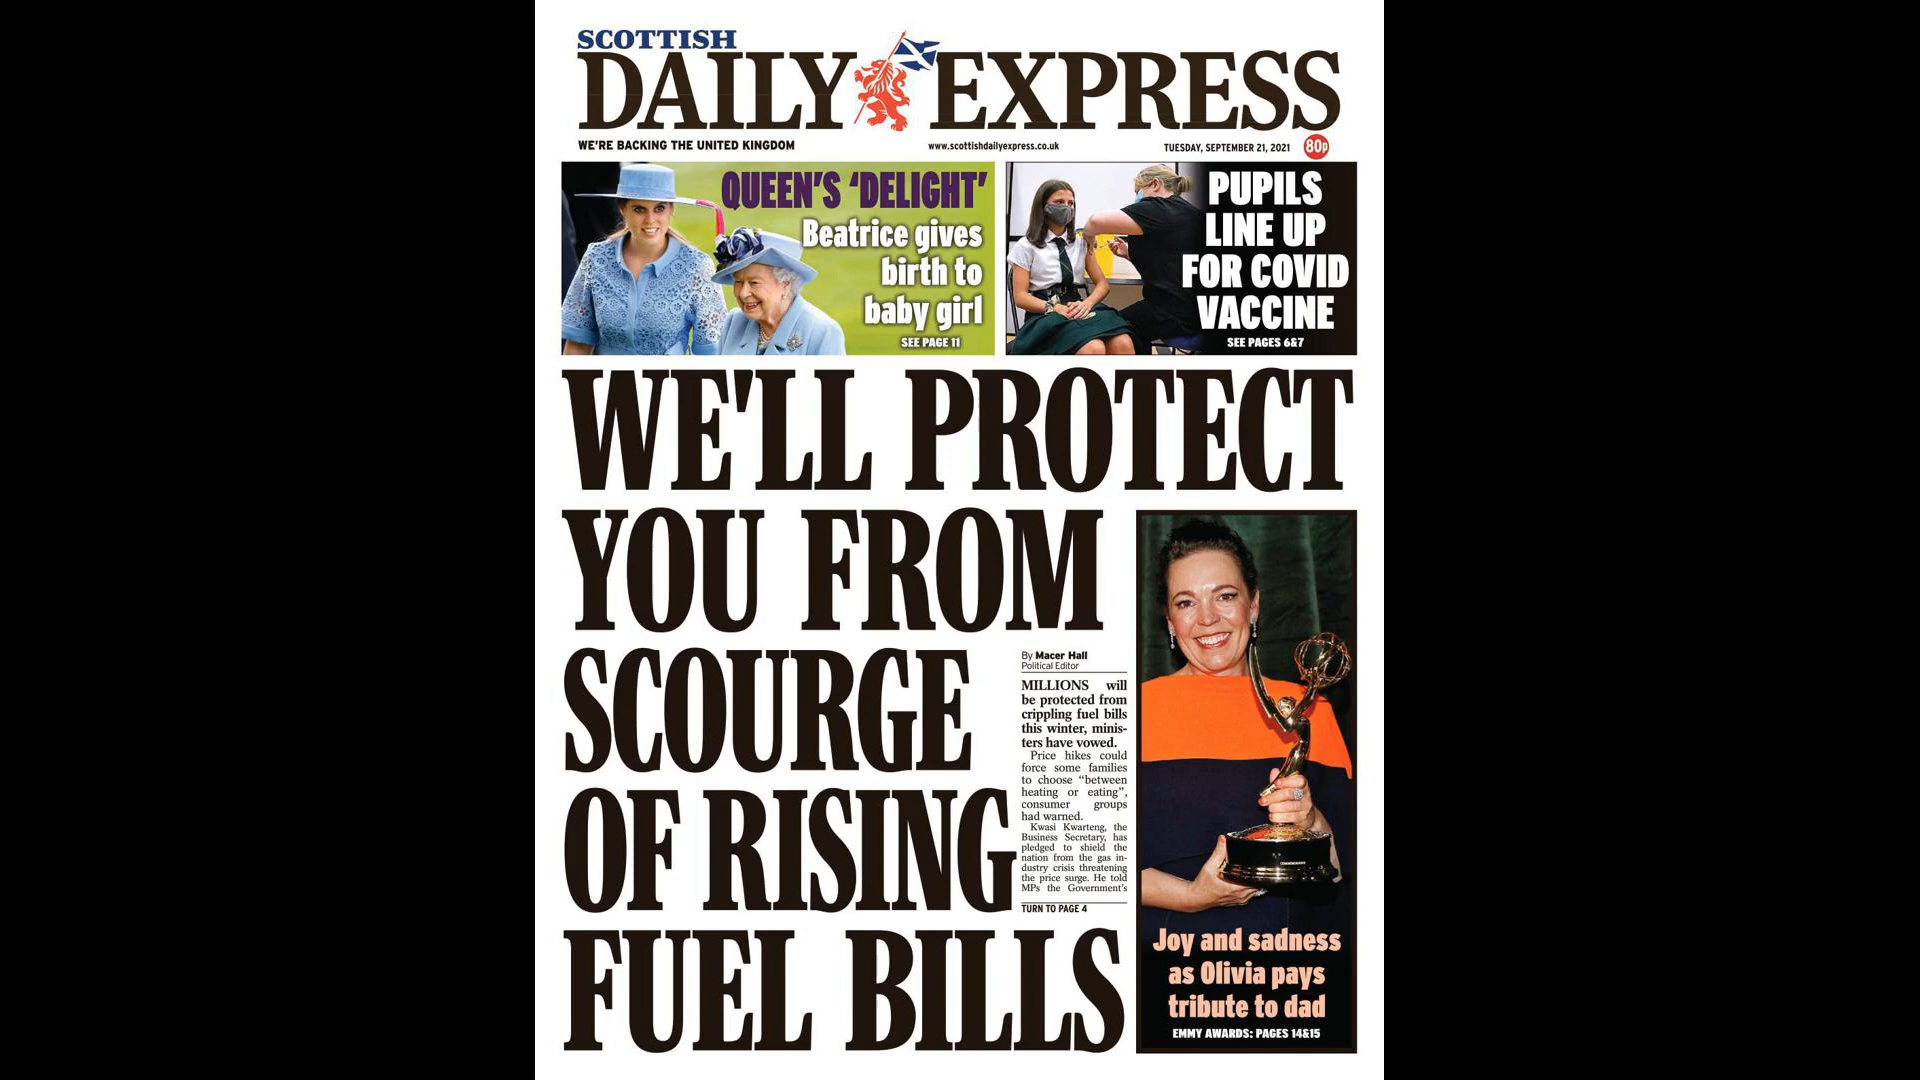 SCOTTISH
DAILY EXPRESS
WE'RE BACKING THE UNITED KINGDOM
www.scottishdailyexpress.co.uk
TUESDAY, SEPTEMBER 21, 2021
80p
QUEEN'S ‘DELIGHT’
Beatrice gives
birth to
baby girl
SEE PAGE 11
PUPILS
LINE UP
FOR COVID
VACCINE
SEE PAGES 6&7
WE'LL PROTECT
YOU FROM
SCOURGE
OF RISING
FUEL BILLS
By Macer Hall
Political Editor
MILLIONS will
be protected from
crippling fuel bills
this winter, minis-
ters have vowed.
Price hikes could
force some families
to choose “between
heating or eating”,
consumer groups
had warned.
Kwasi Kwarteng, the
Business Secretary, has
pledged to shield the
nation from the gas in-
dustry crisis threatening
the price surge. He told
MPs the Government's
TURN TO PAGE 4
Joy and sadness
as Olivia pays
tribute to dad
EMMY AWARDS: PAGES 14&15